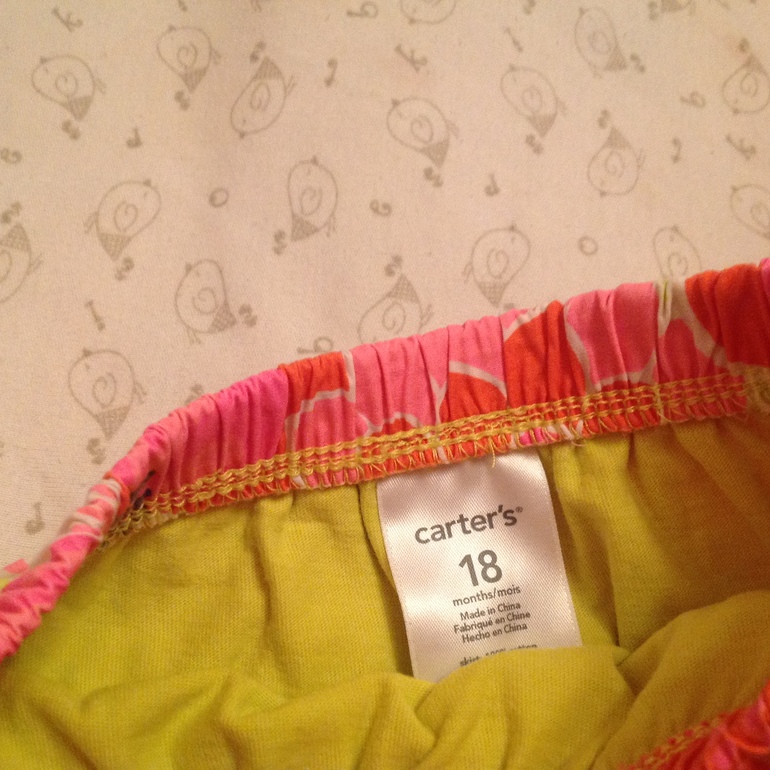 carter's®
18
months/mois
Made in China
Fabriqué en Chine
Hecho en China